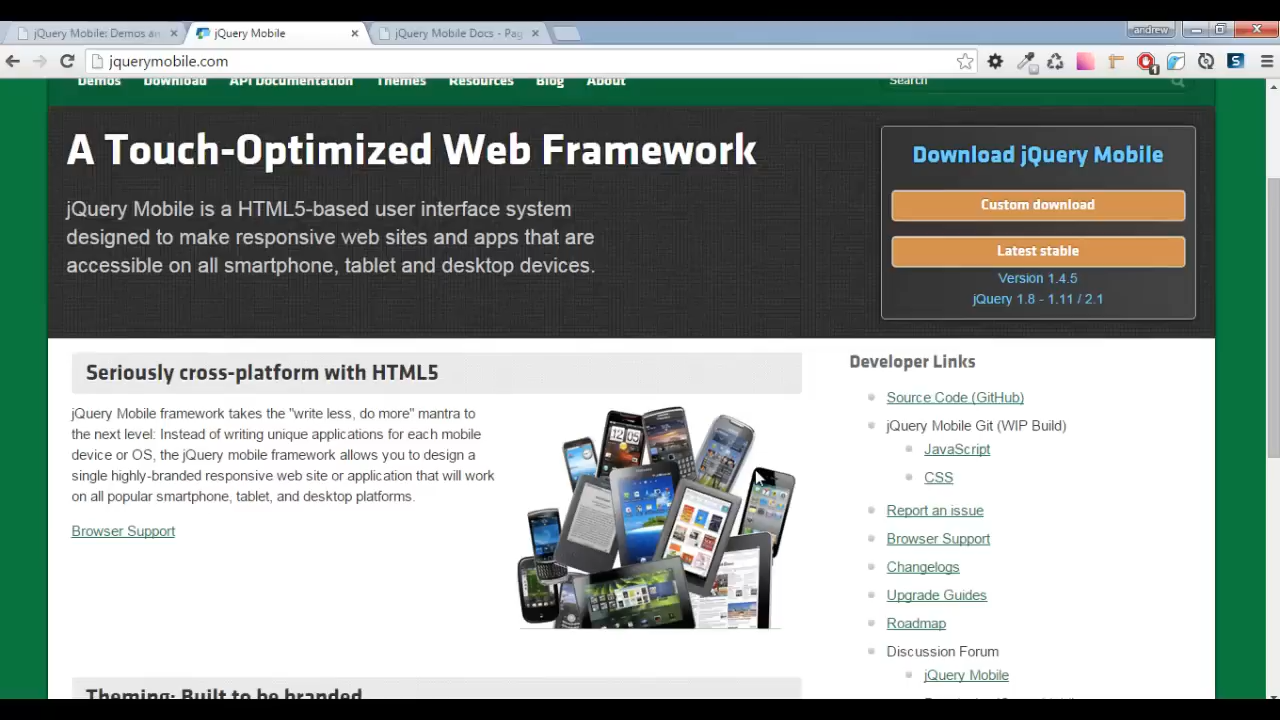 jQuery Mobile: Demos an
jQuery Mobile
jQuery Mobile Docs - Pag
andrew
jquerymobile.com
Demos
Download
API Documentation
Themes
Resources
Blog
About
Search
A Touch-Optimized Web Framework
jQuery Mobile is a HTML5-based user interface system
designed to make responsive web sites and apps that are
accessible on all smartphone, tablet and desktop devices.
Download jQuery Mobile
Custom download
Latest stable
Version 1.4.5
jQuery 1.8 - 1.11 / 2.1
Seriously cross-platform with HTML5
jQuery Mobile framework takes the "write less, do more" mantra to
the next level: Instead of writing unique applications for each mobile
device or OS, the jQuery mobile framework allows you to design a
single highly-branded responsive web site or application that will work
on all popular smartphone, tablet, and desktop platforms.
Browser Support
Developer Links
Source Code (GitHub)
jQuery Mobile Git (WIP Build)
JavaScript
CSS
Report an issue
Browser Support
Changelogs
Upgrade Guides
Roadmap
Discussion Forum
jQuery Mobile
Theming: Built to be branded